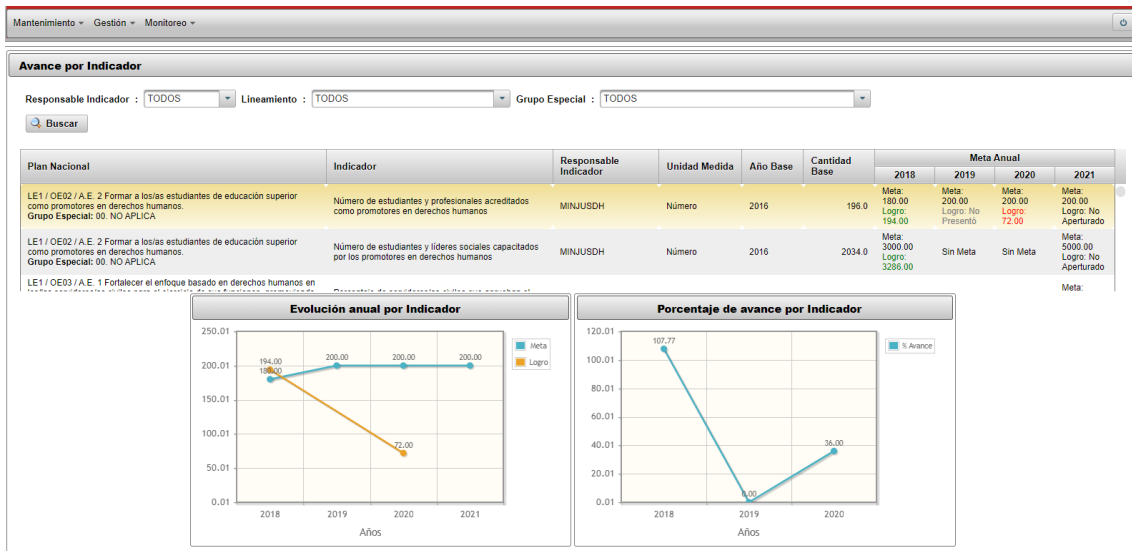 Mantenimiento Gestión Monitoreo
Avance por Indicador
Responsable Indicador : TODOS Lineamiento : TODOS Grupo Especial : TODOS
Buscar
Plan Nacional Indicador Responsable Indicador Unidad Medida Año Base Cantidad Base Meta Anual
2018 2019 2020 2021
LE1 / OE02 / A.E. 2 Formar a los/as estudiantes de educación superior
como promotores en derechos humanos.
Grupo Especial: 00. NO APLICA
Número de estudiantes y profesionales acreditados
como promotores en derechos humanos
MINJUSDH
Número
2016
196.0
Meta:
180.00
Logro:
194.00
Meta:
200.00
Logro: No
Presentó
Meta:
200.00
Logro:
72.00
Meta:
200.00
Logro: No
Aperturado
LE1 / OE02 / A.E. 2 Formar a los/as estudiantes de educación superior
como promotores en derechos humanos.
Grupo Especial: 00. NO APLICA
Número de estudiantes y líderes sociales capacitados
por los promotores en derechos humanos
MINJUSDH
Número
2016
2034.0
Meta:
3000.00
Logro:
3286.00
Sin Meta
Sin Meta
Meta:
5000.00
Logro: No
Aperturado
LE1 / OE03 / A.E. 1 Fortalecer el enfoque basado en derechos humanos en
Meta:
Evolución anual por Indicador
250.01
200.01
150.01
100.01
50.01
0.01
194.00
180.00
200.00
200.00
200.00
72.00
2018 2019 2020 2021
Años
Meta
Logro
Porcentaje de avance por Indicador
120.01
100.01
80.01
60.01
40.01
20.01
0.01
107.77
0.00
36.00
2018 2019 2020
Años
% Avance